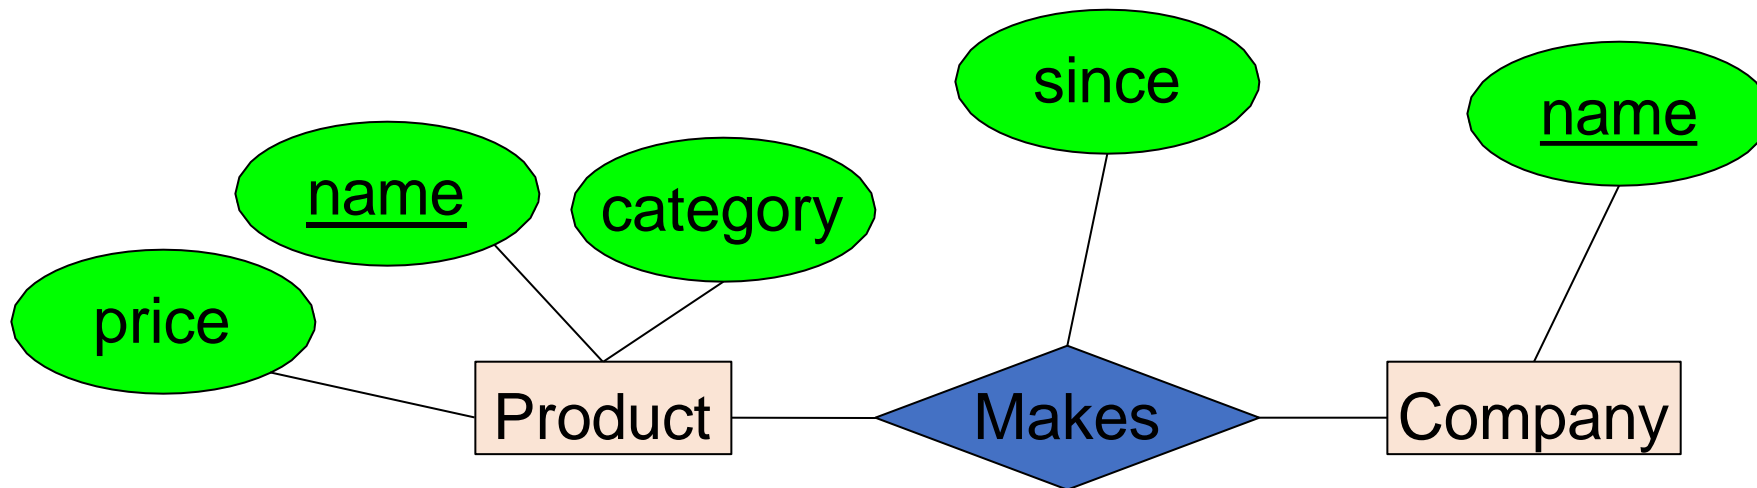 since
name
name
category
price
Product
Makes
Company